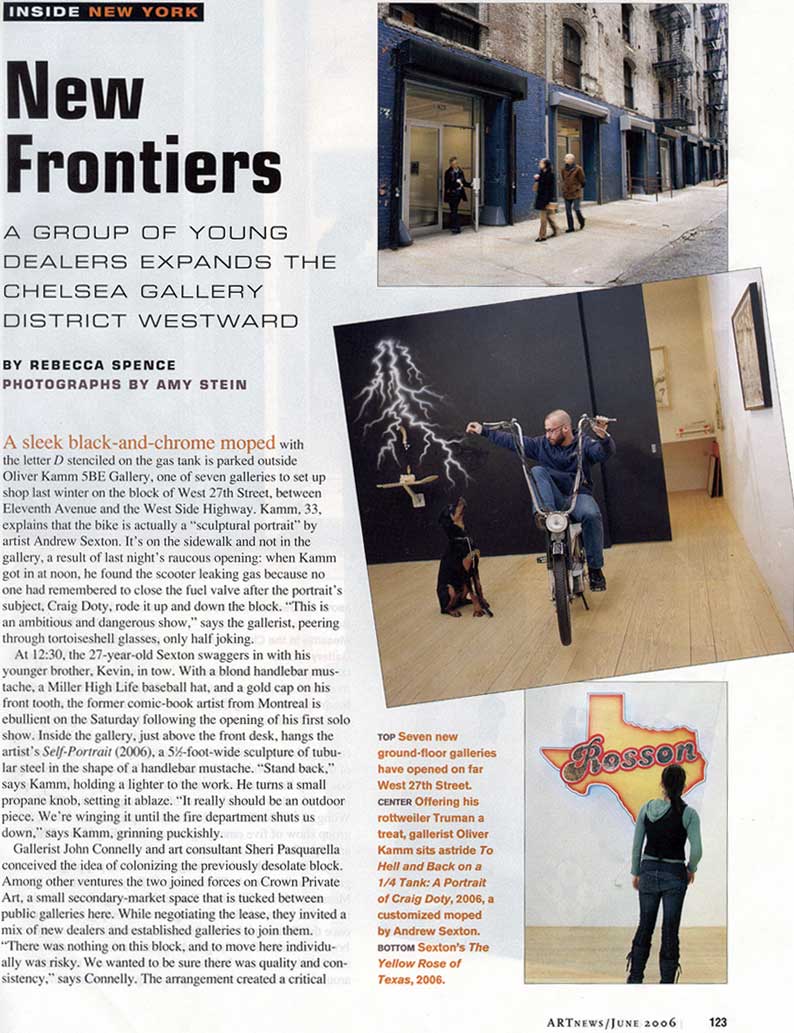 INSIDE NEW YORK
New
Frontiers
A GROUP OF YOUNG
DEALERS EXPANDS THE
CHELSEA GALLERY
DISTRICT WESTWARD
BY REBECCA SPENCE
PHOTOGRAPHS BY AMY STEIN
A sleek black-and-chrome moped with
the letter D stenciled on the gas tank is parked outside
Oliver Kamm 5BE Gallery, one of seven galleries to set up
shop last winter on the block of West 27th Street, between
Eleventh Avenue and the West Side Highway. Kamm, 33,
explains that the bike is actually a “sculptural portrait” by
artist Andrew Sexton. It’s on the sidewalk and not in the
gallery, a result of last night’s raucous opening: when Kamm
got in at noon, he found the scooter leaking gas because no
one had remembered to close the fuel valve after the portrait’s
subject, Craig Doty, rode it up and down the block. “This is
an ambitious and dangerous show,” says the gallerist, peering
through tortoiseshell glasses, only half joking.
At 12:30, the 27-year-old Sexton swaggers in with his
younger brother, Kevin, in tow. With a blond handlebar mus-
tache, a Miller High Life baseball hat, and a gold cap on his
front tooth, the former comic-book artist from Montreal is
ebullient on the Saturday following the opening of his first solo
show. Inside the gallery, just above the front desk, hangs the
artist’s Self-Portrait (2006), a 5½-foot-wide sculpture of tubu-
lar steel in the shape of a handlebar mustache. “Stand back,”
says Kamm, holding a lighter to the work. He turns a small
propane knob, setting it ablaze. “It really should be an outdoor
piece. We’re winging it until the fire department shuts us
down,” says Kamm, grinning puckishly.
Gallerist John Connelly and art consultant Sheri Pasquarella
conceived the idea of colonizing the previously desolate block.
Among other ventures the two joined forces on Crown Private
Art, a small secondary-market space that is tucked between
public galleries here. While negotiating the lease, they invited a
mix of new dealers and established galleries to join them.
“There was nothing on this block, and to move here individu-
ally was risky. We wanted to be sure there was quality and con-
sistency,” says Connelly. The arrangement created a critical
Rosson
TOP Seven new
ground-floor galleries
have opened on far
West 27th Street.
CENTER Offering his
rottweiler Truman a
treat, gallerist Oliver
Kamm sits astride To
Hell and Back on a
1/4 Tank: A Portrait
of Craig Doty, 2006, a
customized moped
by Andrew Sexton.
BOTTOM Sexton’s The
Yellow Rose of
Texas, 2006.
ARTNEWS/JUNE 2006 123